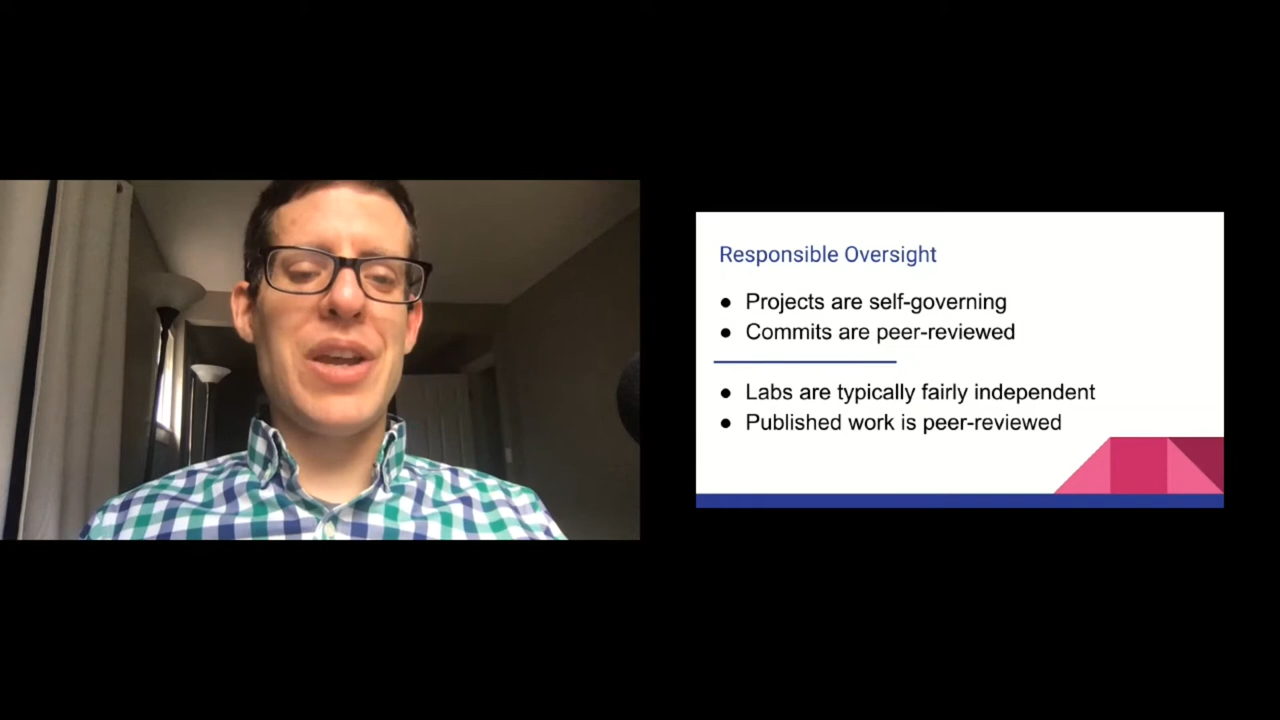 Responsible Oversight
● Projects are self-governing
● Commits are peer-reviewed
● Labs are typically fairly independent
● Published work is peer-reviewed